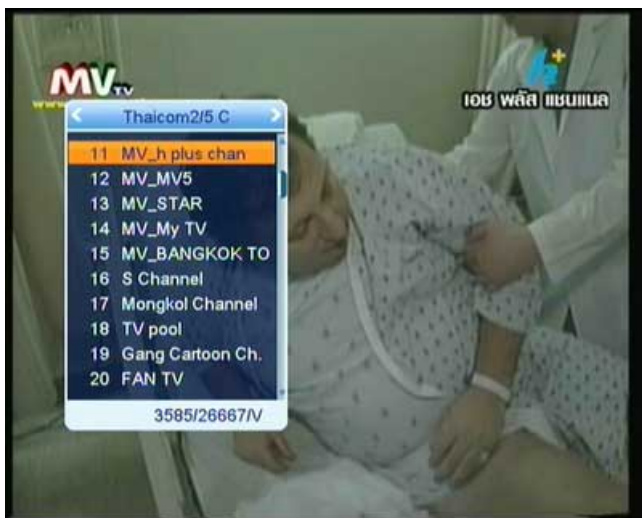 MVTV
เอช พลัส แชนแนล
Thaicom2/5 C
11 MV_h plus chan
12 MV_MV5
13 MV_STAR
14 MV_My TV
15 MV_BANGKOK TO
16 S Channel
17 Mongkol Channel
18 TV pool
19 Gang Cartoon Ch.
20 FAN TV
3585/26667/V